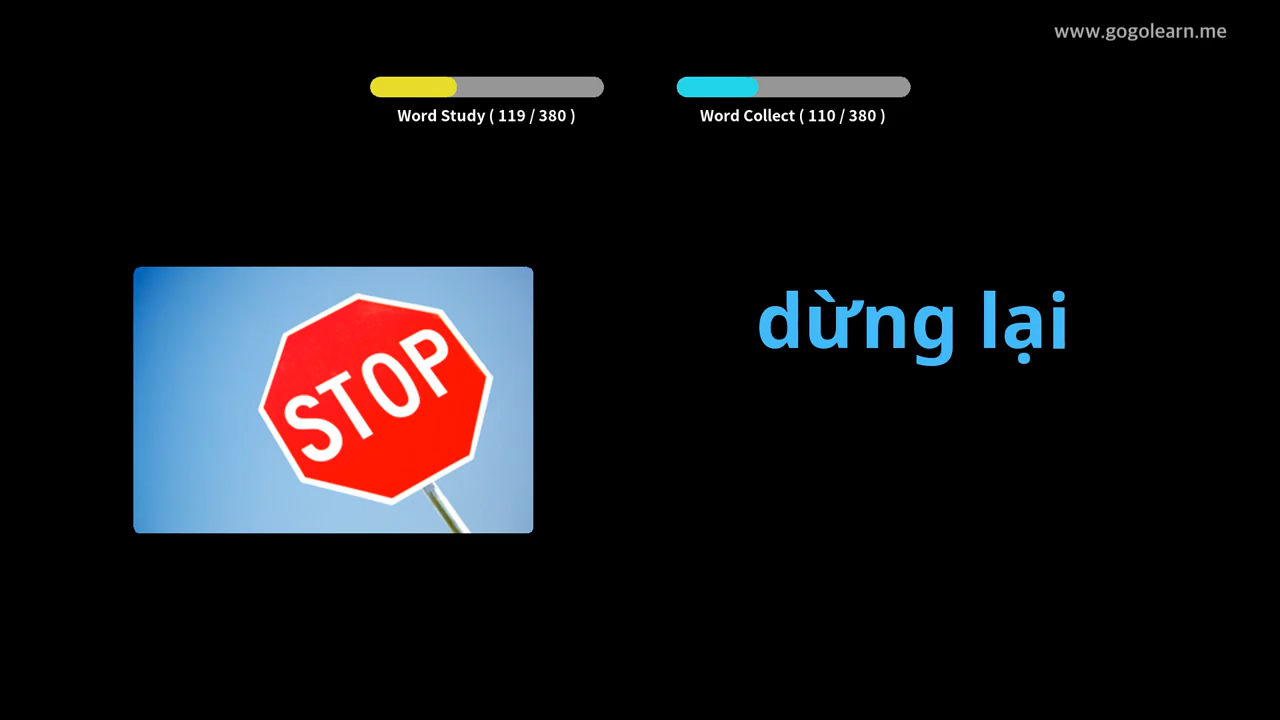 www.gogolearn.me
Word Study ( 119 / 380 )
Word Collect ( 110 / 380 )
dừng lại
STOP